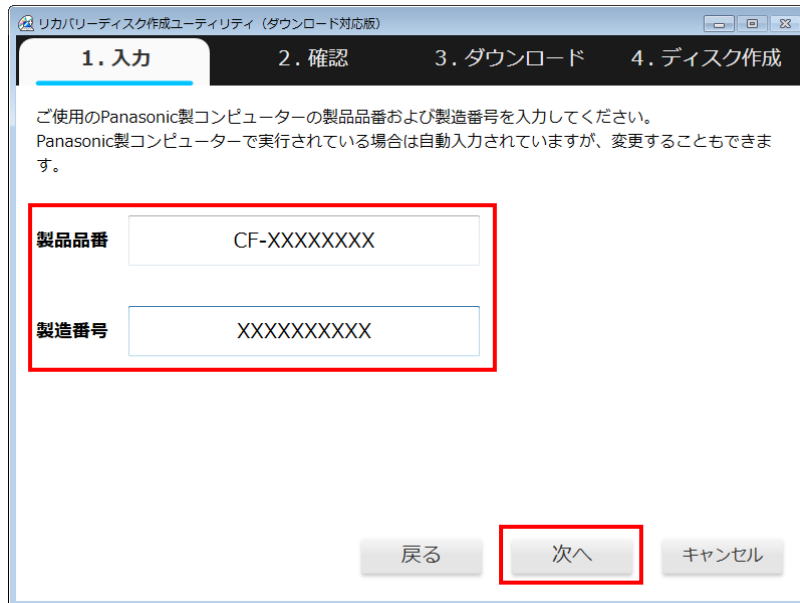 リカバリーディスク作成ユーティリティ（ダウンロード対応版）
1.入力 2.確認 3.ダウンロード 4.ディスク作成
ご使用のPanasonic製コンピューターの製品品番および製造番号を入力してください。
Panasonic製コンピューターで実行されている場合は自動入力されていますが、変更することもできま
す。
製品品番 CF-XXXXXXXX
製造番号 XXXXXXXXXX
戻る 次へ キャンセル